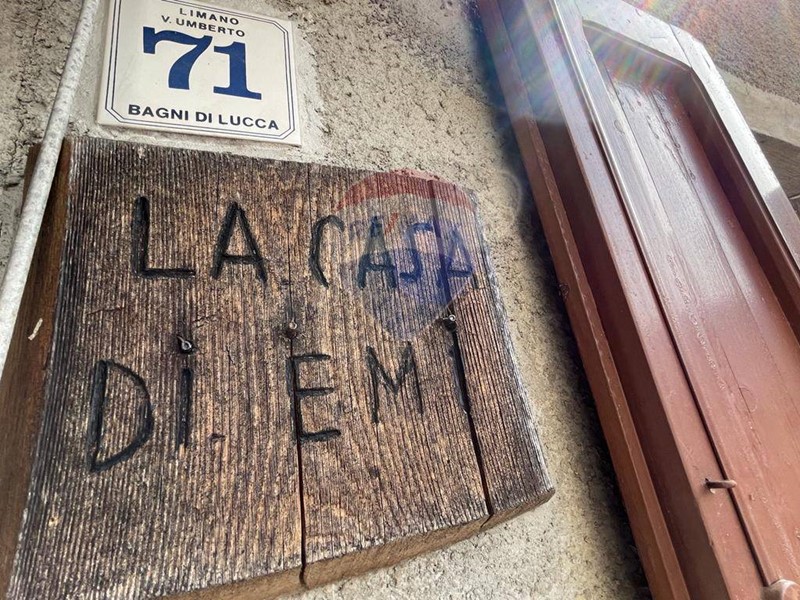 LIMANO
V. UMBERTO
71
BAGNI DI LUCCA
LA CASA
Di EMI